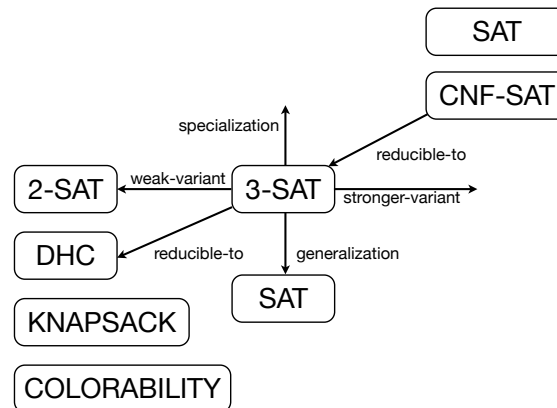 SAT
CNF-SAT
specialization
reducible-to
2-SAT
weak-variant
3-SAT
stronger-variant
DHC
reducible-to
generalization
SAT
KNAPSACK
COLORABILITY